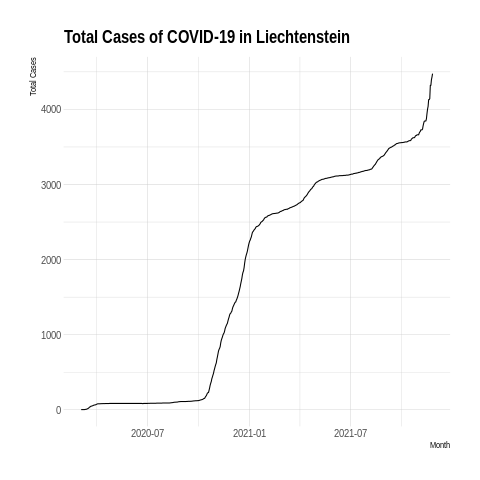 Total Cases of COVID-19 in Liechtenstein
Total Cases
4000
3000
2000
1000
0
2020-07 2021-01 2021-07
Month